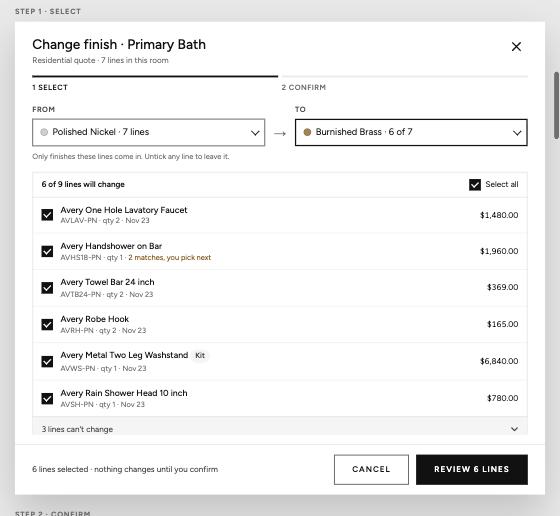 STEP 1 · SELECT
Change finish · Primary Bath
Residential quote · 7 lines in this room
1 SELECT
2 CONFIRM
FROM
TO
Polished Nickel · 7 lines
→
Burnished Brass · 6 of 7
Only finishes these lines come in. Untick any line to leave it.
6 of 9 lines will change
Select all
Avery One Hole Lavatory Faucet
AVLAV-PN · qty 2 · Nov 23
$1,480.00
Avery Handshower on Bar
AVHS18-PN · qty 1 · 2 matches, you pick next
$1,960.00
Avery Towel Bar 24 inch
AVTB24-PN · qty 2 · Nov 23
$369.00
Avery Robe Hook
AVRH-PN · qty 2 · Nov 23
$165.00
Avery Metal Two Leg Washstand Kit
AVWS-PN · qty 1 · Nov 23
$6,840.00
Avery Rain Shower Head 10 inch
AVSH-PN · qty 1 · Nov 23
$780.00
3 lines can't change
6 lines selected · nothing changes until you confirm
CANCEL
REVIEW 6 LINES
STEP 2 · CONFIRM